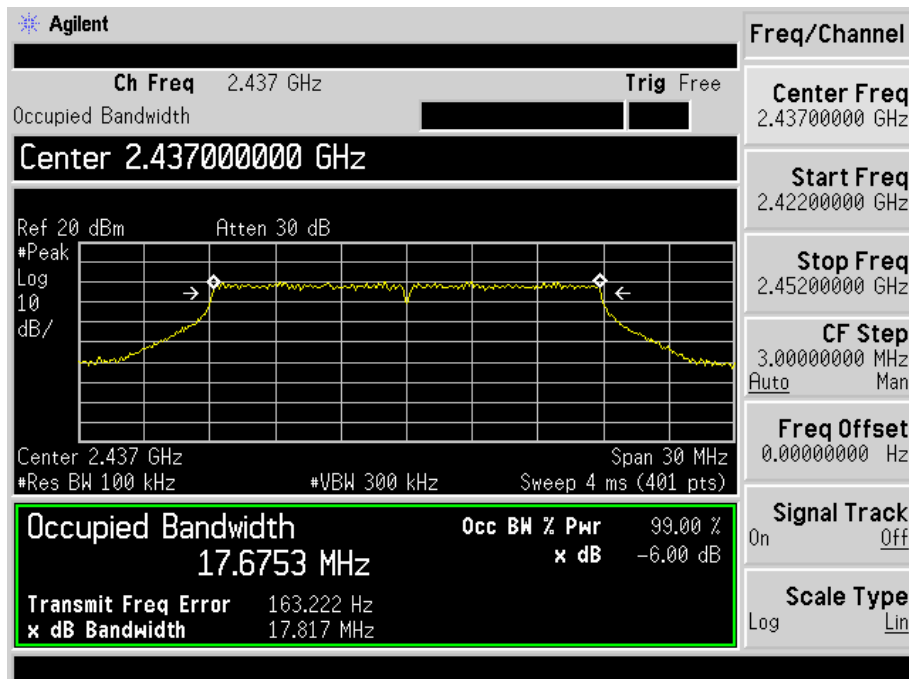 Agilent
Ch Freq 2.437 GHz Trig Free
Occupied Bandwidth
Center 2.437000000 GHz
Ref 20 dBm Atten 30 dB
#Peak
Log
10
dB/
Center 2.437 GHz Span 30 MHz
#Res BW 100 kHz #VBW 300 kHz Sweep 4 ms (401 pts)
Occupied Bandwidth
17.6753 MHz
Occ BW % Pwr 99.00 %
x dB -6.00 dB
Transmit Freq Error 163.222 Hz
x dB Bandwidth 17.817 MHz
Freq/Channel
Center Freq
2.43700000 GHz
Start Freq
2.42200000 GHz
Stop Freq
2.45200000 GHz
CF Step
3.00000000 MHz
Auto Man
Freq Offset
0.00000000 Hz
Signal Track
On Off
Scale Type
Log Lin